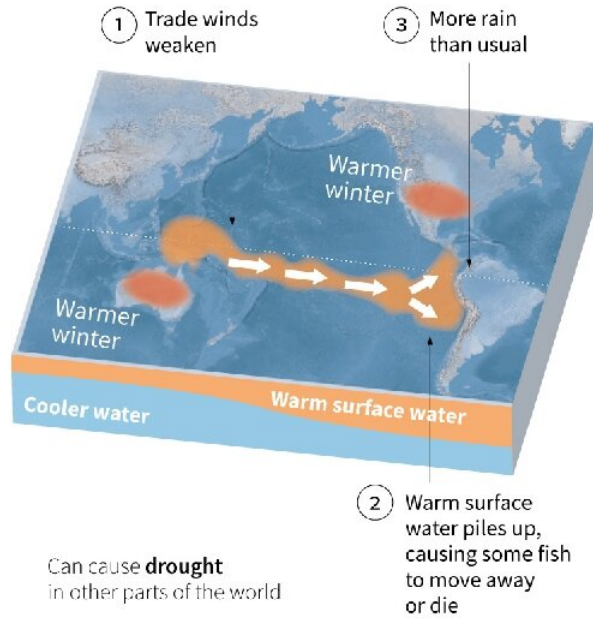 1 Trade winds
weaken
3 More rain
than usual
Warmer
winter
Warmer
winter
Cooler water
Warm surface water
2 Warm surface
water piles up,
causing some fish
to move away
or die
Can cause drought
in other parts of the world